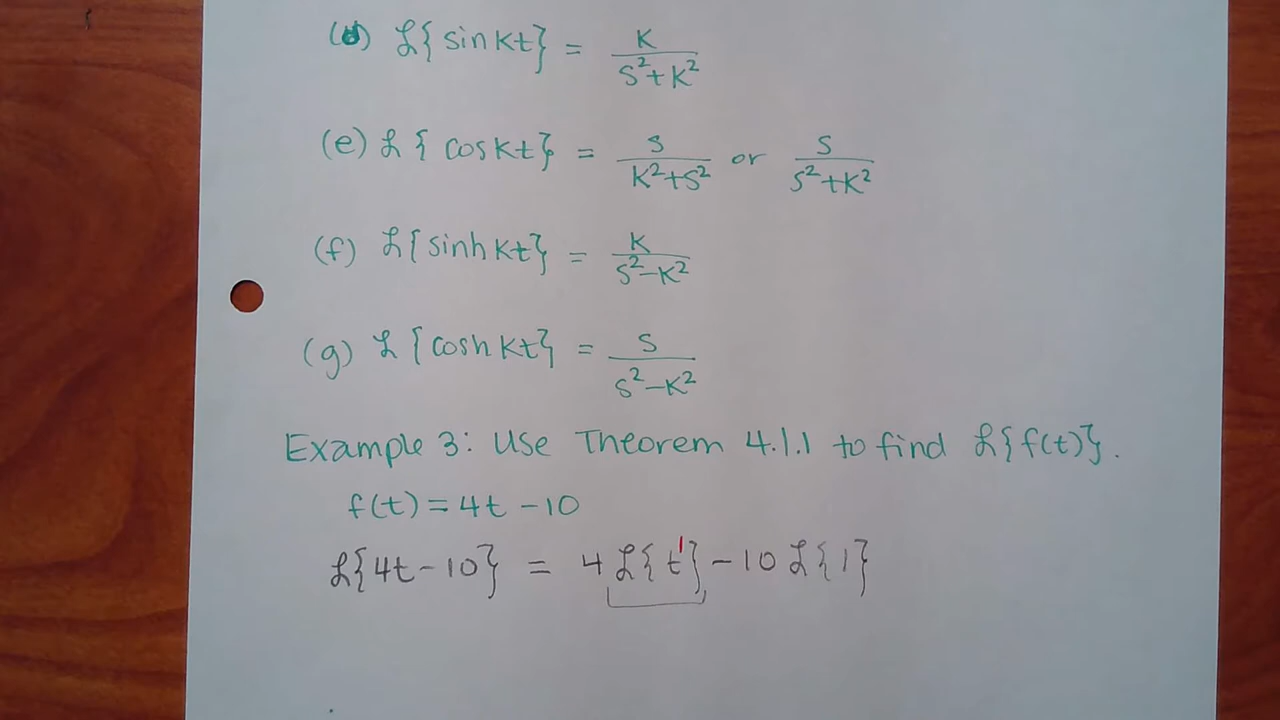 (d) ℒ{sin kt} = k/(s²+k²)
(e) ℒ{cos kt} = s/(k²+s²) or s/(s²+k²)
(f) ℒ{sinh kt} = k/(s²-k²)
(g) ℒ{cosh kt} = s/(s²-k²)
Example 3: Use Theorem 4.1.1 to find ℒ{f(t)}.
f(t) = 4t - 10
ℒ{4t - 10} = 4ℒ{t¹} - 10ℒ{1}